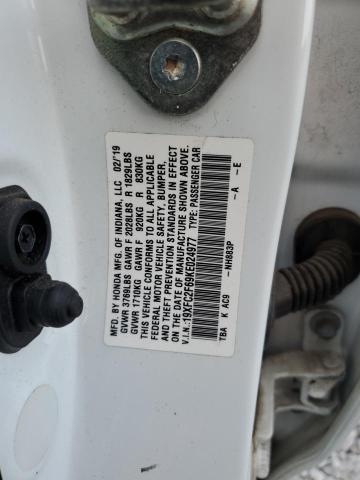 MFD. BY HONDA MFG. OF INDIANA, LLC 02/'19
GVWR 3769LBS GAWR F 2028LBS R 1829LBS
GVWR 1710KG GAWR F 920KG R 830KG
THIS VEHICLE CONFORMS TO ALL APPLICABLE
FEDERAL MOTOR VEHICLE SAFETY, BUMPER,
AND THEFT PREVENTION STANDARDS IN EFFECT
ON THE DATE OF MANUFACTURE SHOWN ABOVE.
V.I.N.:19XFC2F69KE024977 TYPE: PASSENGER CAR
-NH883P -A -E
TBA K AC9